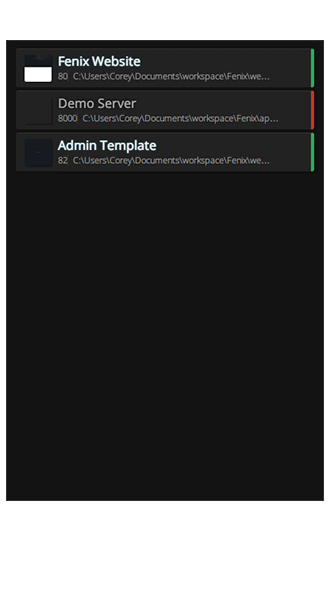 Fenix Website
80 C:\Users\Corey\Documents\workspace\Fenix\we...
Demo Server
8000 C:\Users\Corey\Documents\workspace\Fenix\ap...
Admin Template
82 C:\Users\Corey\Documents\workspace\Fenix\we...